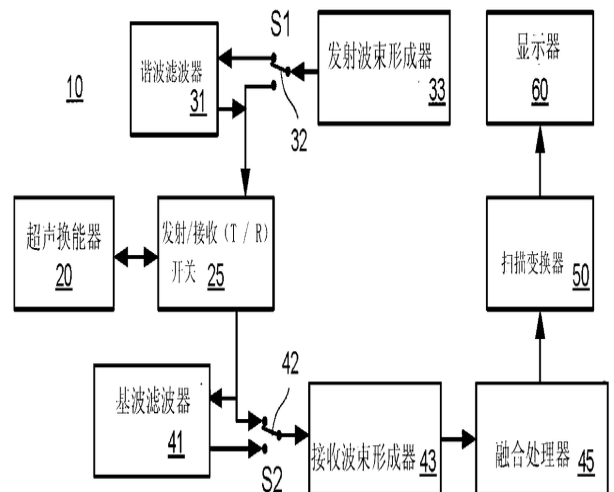 S1
谐波滤波器
31
发射波束形成器
33
显示器
60
10
32
超声换能器
20
发射/接收（T / R）
开关 25
扫描变换器 50
基波滤波器
41
42
S2
接收波束形成器 43
融合处理器 45